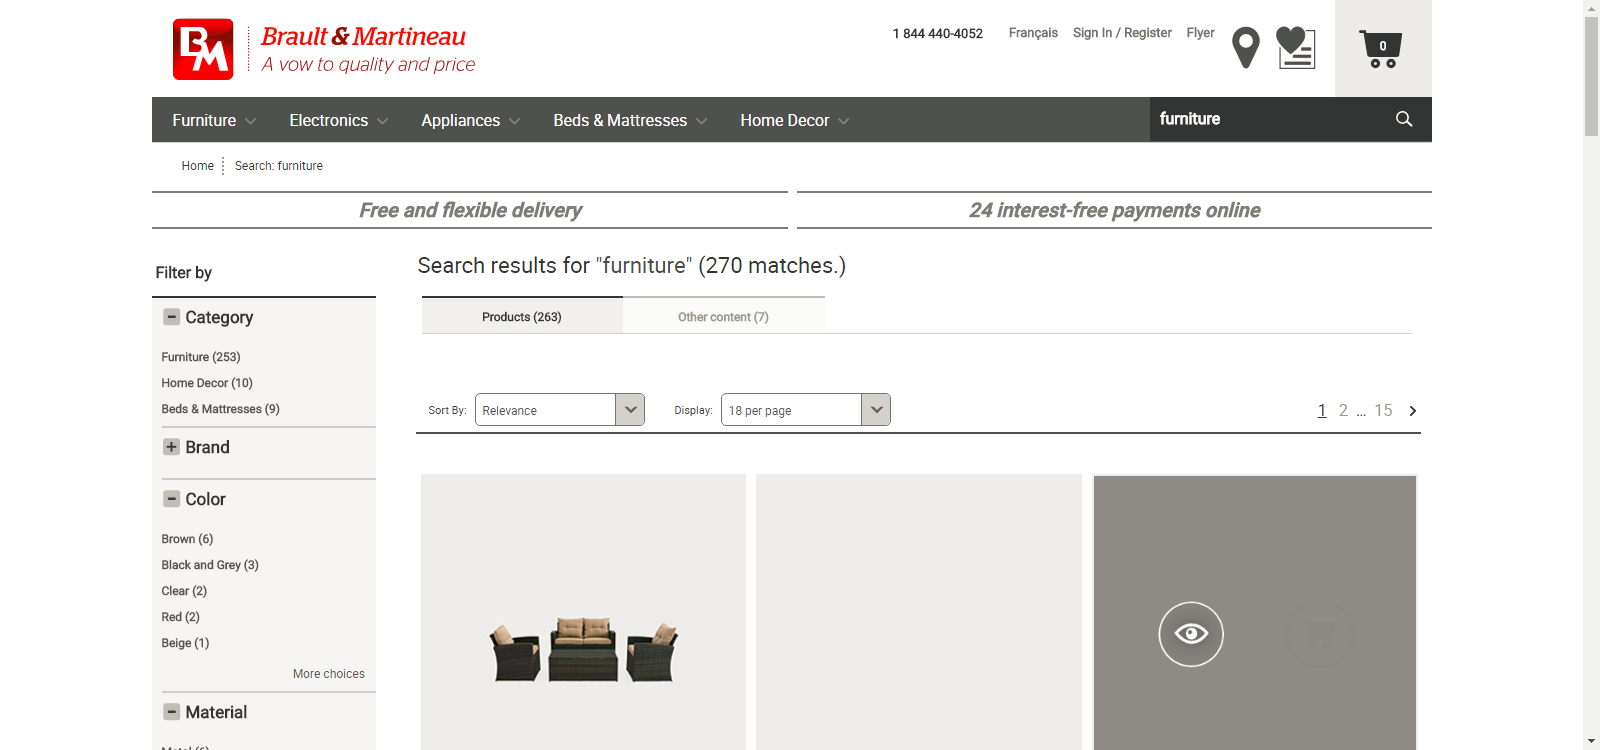 BM
Brault & Martineau
A vow to quality and price
1 844 440-4052
Français
Sign In / Register
Flyer
0
Furniture
Electronics
Appliances
Beds & Mattresses
Home Decor
furniture
Home
Search: furniture
Free and flexible delivery
24 interest-free payments online
Filter by
Category
Furniture (253)
Home Decor (10)
Beds & Mattresses (9)
Brand
Color
Brown (6)
Black and Grey (3)
Clear (2)
Red (2)
Beige (1)
More choices
Material
Metal (6)
Search results for "furniture" (270 matches.)
Products (263)
Other content (7)
Sort By:
Relevance
Display:
18 per page
1 2 ... 15